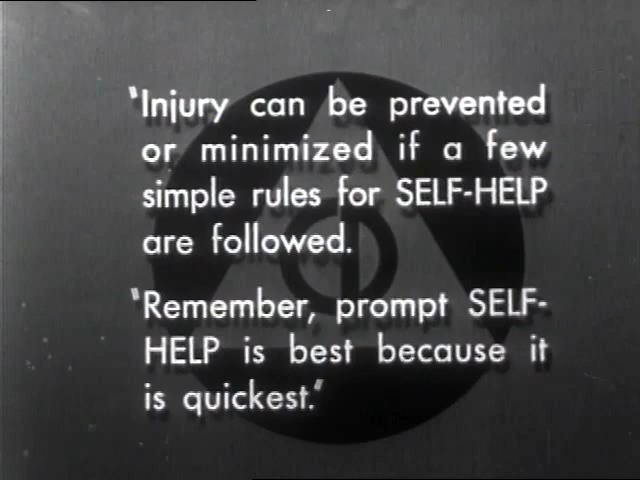 "Injury can be prevented
or minimized if a few
simple rules for SELF-HELP
are followed.
"Remember, prompt SELF-
HELP is best because it
is quickest."